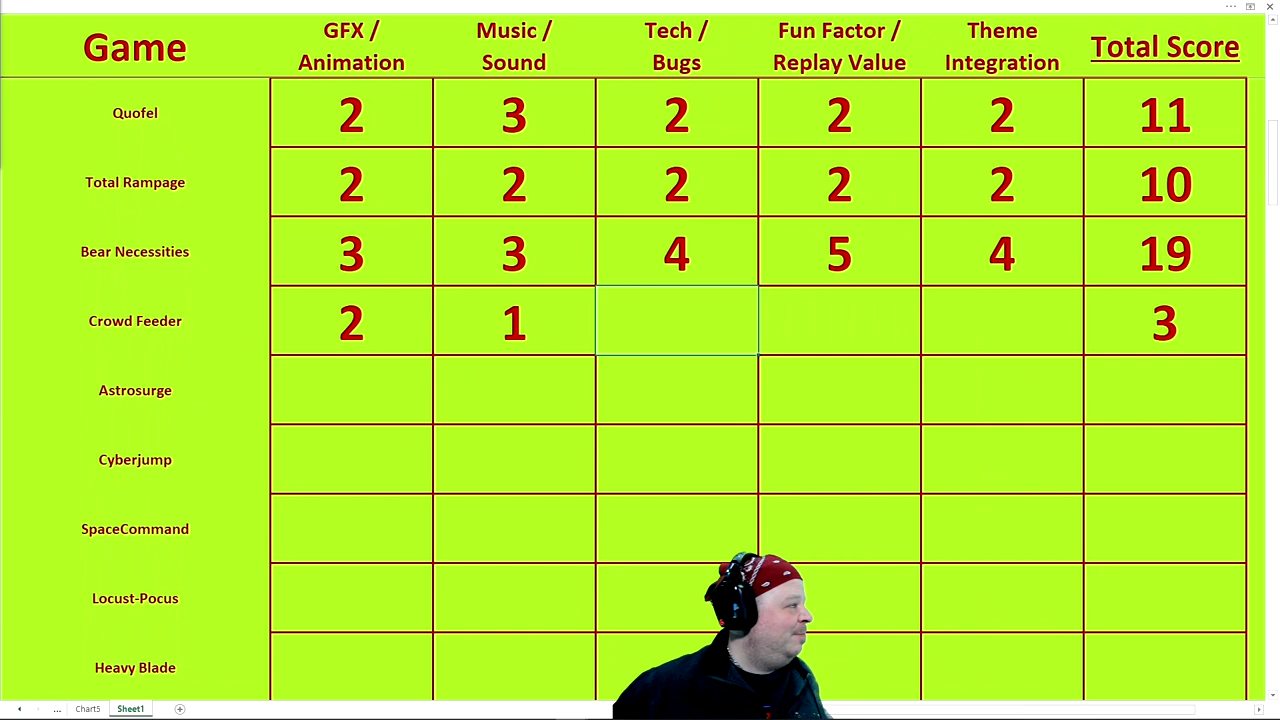 Game GFX / Animation Music / Sound Tech / Bugs Fun Factor / Replay Value Theme Integration Total Score
Quofel 2 3 2 2 2 11
Total Rampage 2 2 2 2 2 10
Bear Necessities 3 3 4 5 4 19
Crowd Feeder 2 1 3
Astrosurge
Cyberjump
SpaceCommand
Locust-Pocus
Heavy Blade
... Chart5 Sheet1